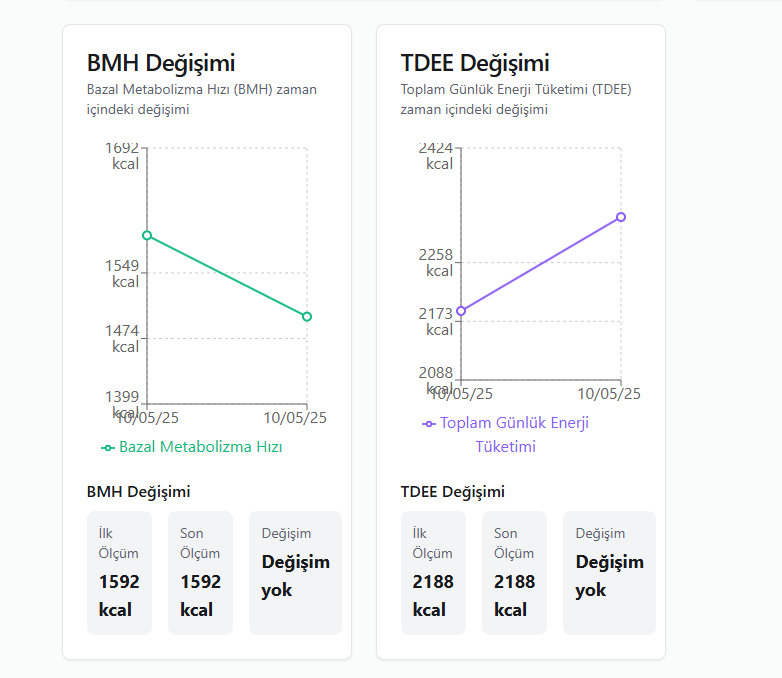 BMH Değişimi
Bazal Metabolizma Hızı (BMH) zaman
içindeki değişimi
1692
kcal
1549
kcal
1474
kcal
1399
kcal
10/05/25
10/05/25
Bazal Metabolizma Hızı
BMH Değişimi
İlk
Ölçüm
1592
kcal
Son
Ölçüm
1592
kcal
Değişim
Değişim
yok
TDEE Değişimi
Toplam Günlük Enerji Tüketimi (TDEE)
zaman içindeki değişimi
2424
kcal
2258
kcal
2173
kcal
2088
kcal
10/05/25
10/05/25
Toplam Günlük Enerji
Tüketimi
TDEE Değişimi
İlk
Ölçüm
2188
kcal
Son
Ölçüm
2188
kcal
Değişim
Değişim
yok